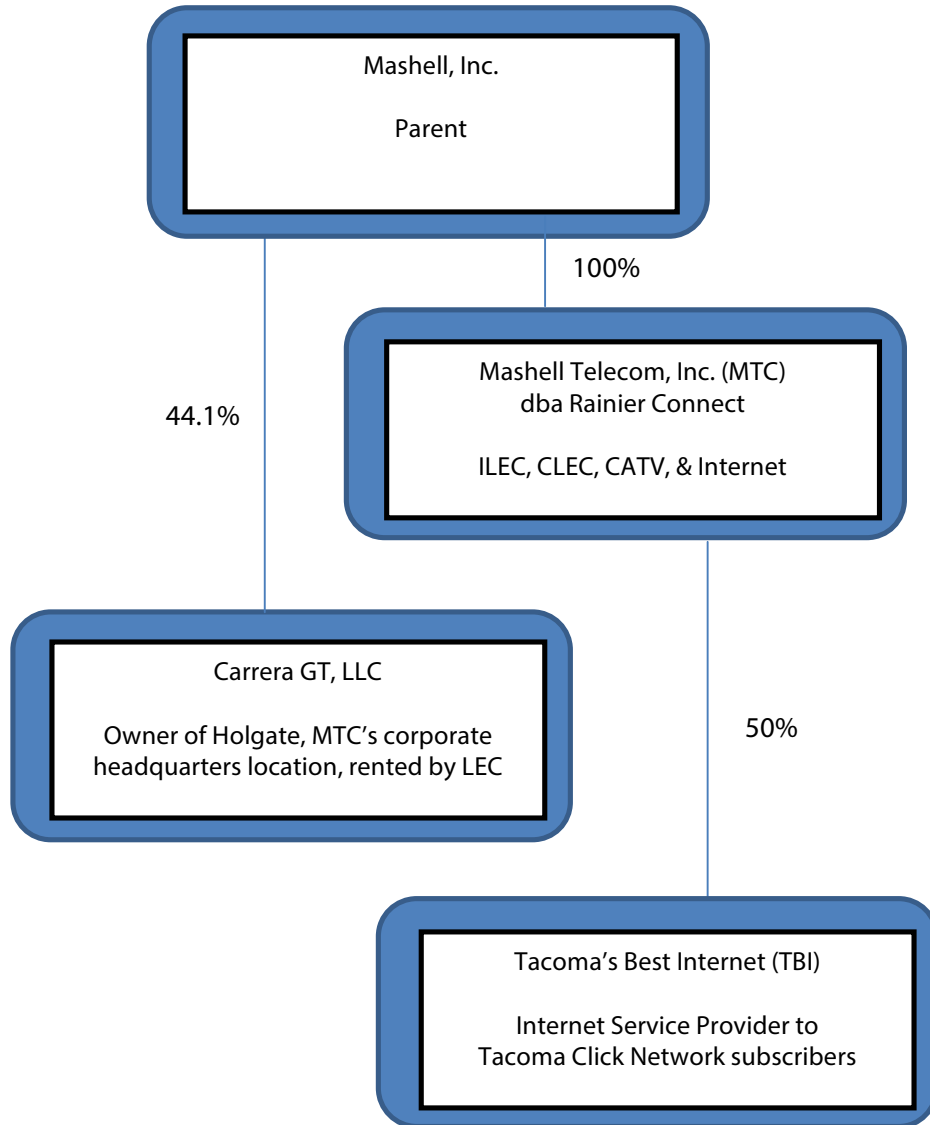 Mashell, Inc.
Parent
100%
Mashell Telecom, Inc. (MTC)
dba Rainier Connect
ILEC, CLEC, CATV, & Internet
44.1%
Carrera GT, LLC
Owner of Holgate, MTC’s corporate
headquarters location, rented by LEC
50%
Tacoma’s Best Internet (TBI)
Internet Service Provider to
Tacoma Click Network subscribers